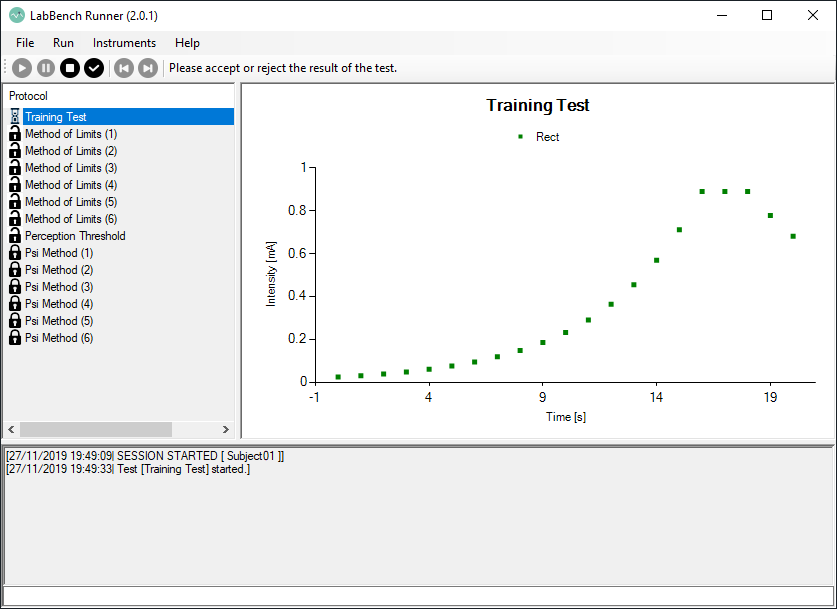 LabBench Runner (2.0.1)
File Run Instruments Help
Please accept or reject the result of the test.
Protocol
Training Test
Method of Limits (1)
Method of Limits (2)
Method of Limits (3)
Method of Limits (4)
Method of Limits (5)
Method of Limits (6)
Perception Threshold
Psi Method (1)
Psi Method (2)
Psi Method (3)
Psi Method (4)
Psi Method (5)
Psi Method (6)
Training Test
Rect
1
0.8
0.6
0.4
0.2
0
Intensity [mA]
-1 4 9 14 19
Time [s]
[27/11/2019 19:49:09| SESSION STARTED [ Subject01 ]]
[27/11/2019 19:49:33| Test [Training Test] started.]